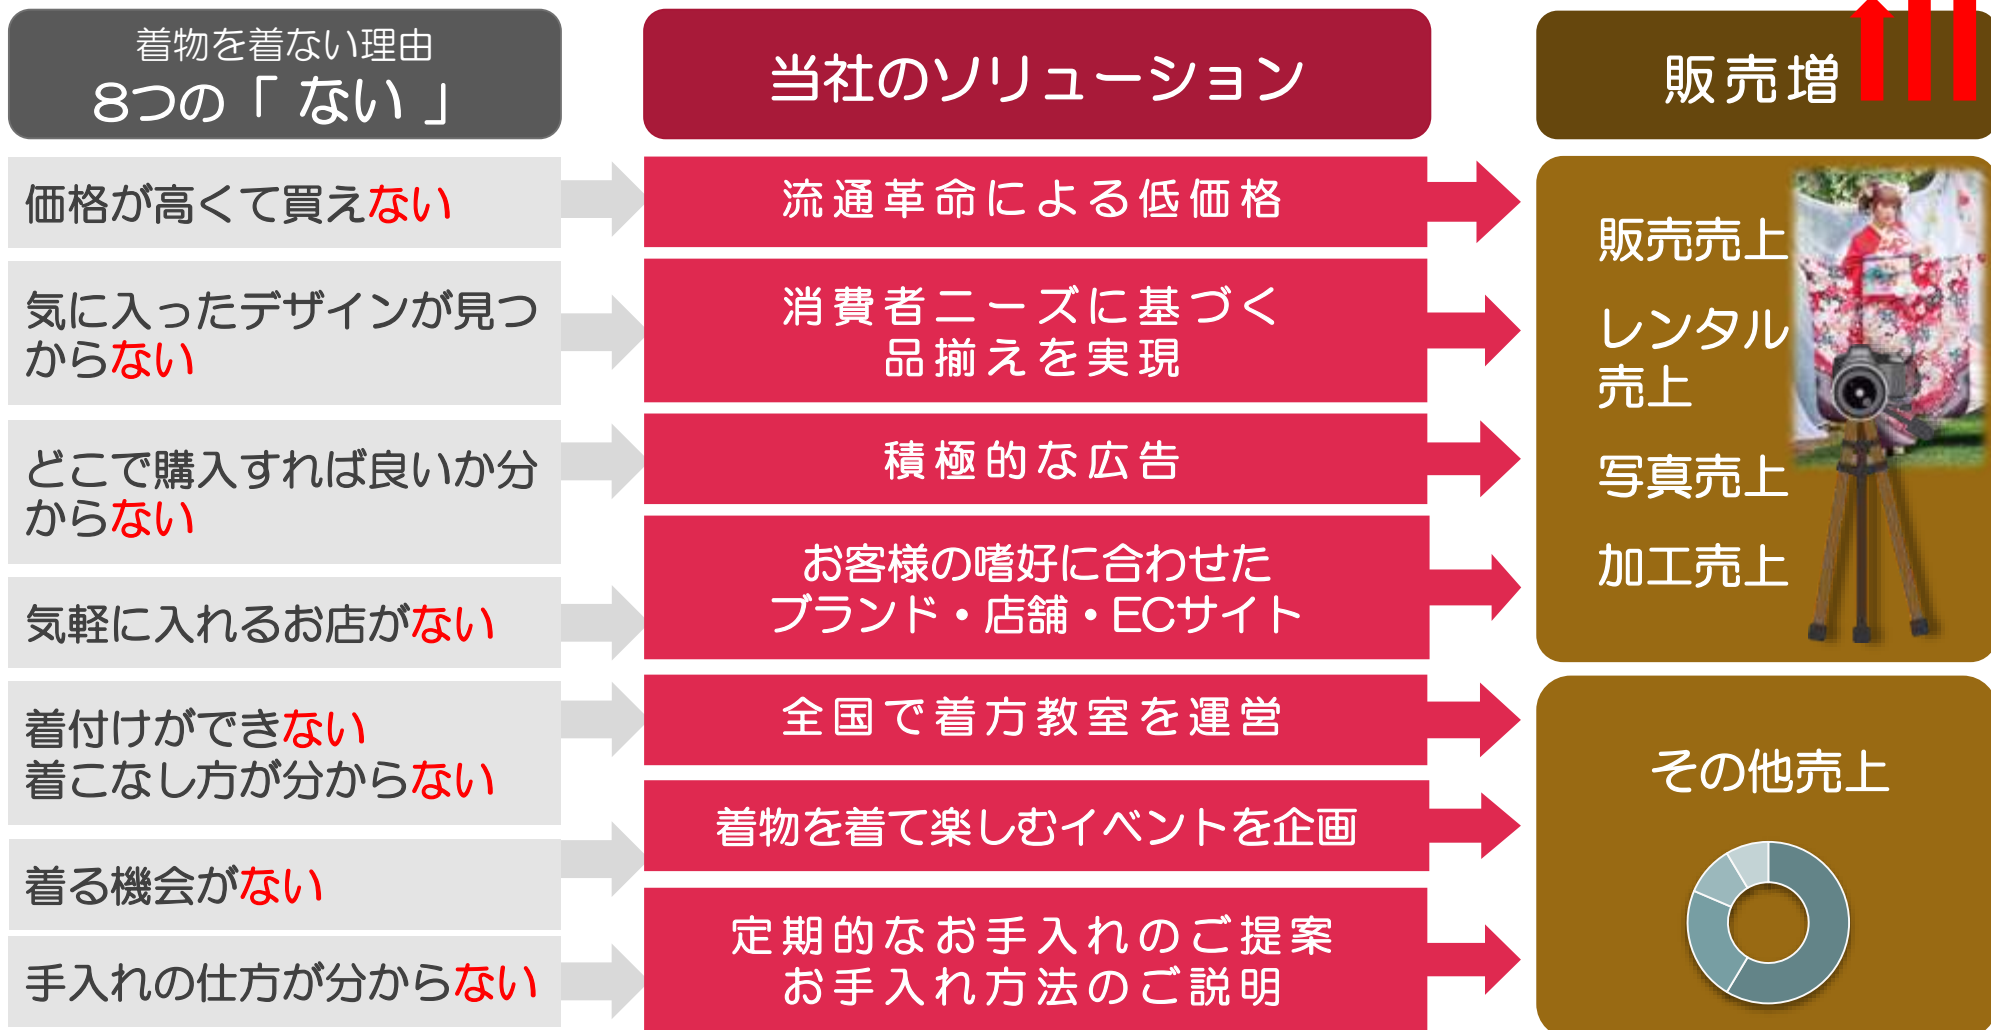 着物を着ない理由
8つの「 ない 」
当社のソリューション
販売増
価格が高くて買えない
流通革命による低価格
気に入ったデザインが見つ
からない
消費者ニーズに基づく
品揃えを実現
どこで購入すれば良いか分
からない
積極的な広告
気軽に入れるお店がない
お客様の嗜好に合わせた
ブランド・店舗・ECサイト
着付けができない
着こなし方が分からない
全国で着方教室を運営
着る機会がない
着物を着て楽しむイベントを企画
手入れの仕方が分からない
定期的なお手入れのご提案
お手入れ方法のご説明
販売売上
レンタル
売上
写真売上
加工売上
その他売上